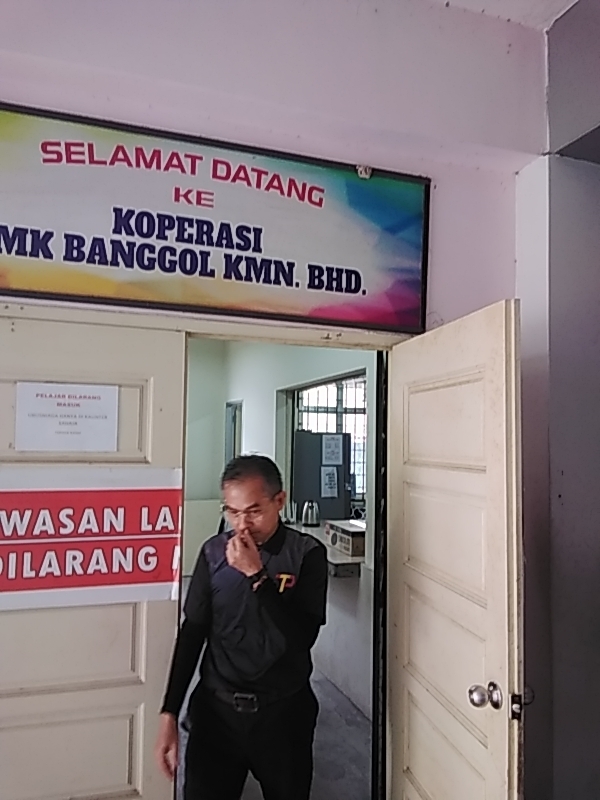 SELAMAT DATANG
KE
KOPERASI
MK BANGGOL KMN. BHD.
PELAJAR DILARANG
MASUK
WASAN LA
DILARANG